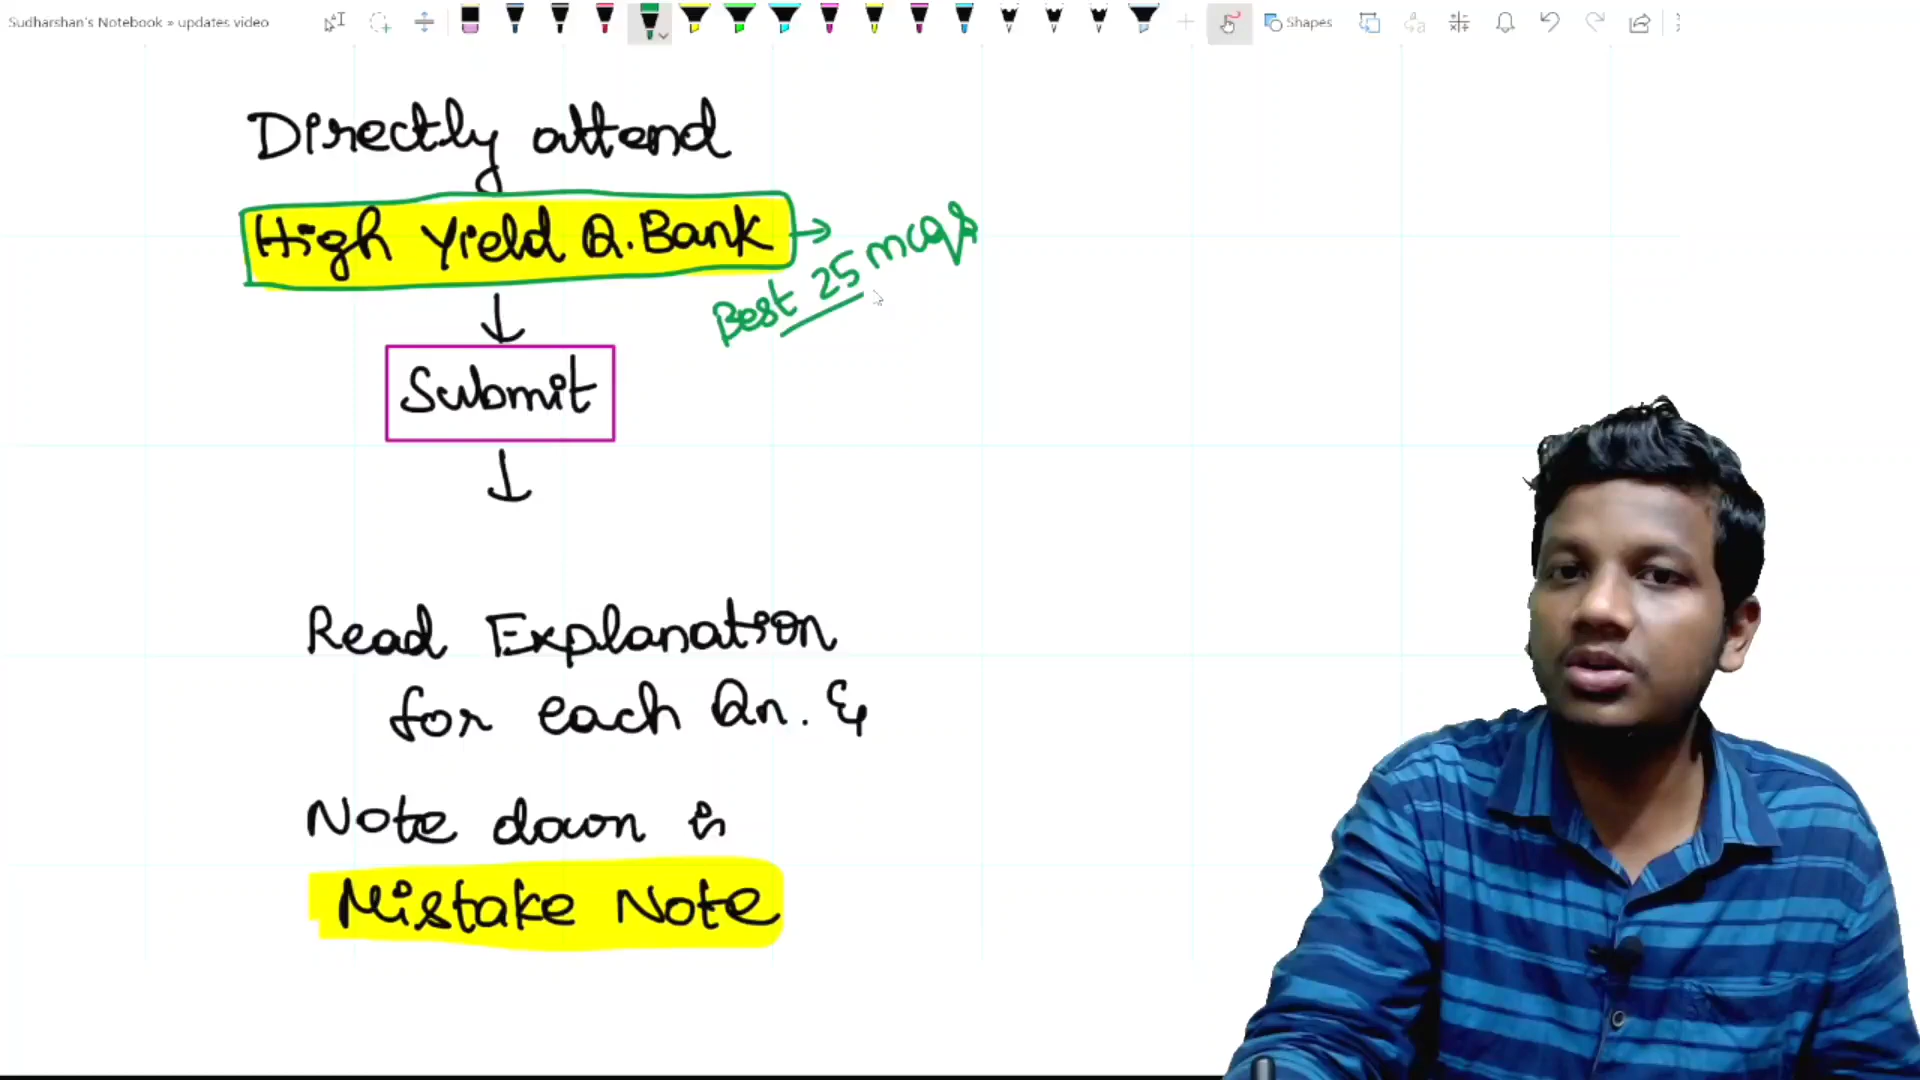 Sudharshan's Notebook » updates video
Shapes
Directly attend
High Yield Q.Bank →
Best 25 mcqs
↓
Submit
↓
Read Explanation
for each Qn. &
Note down in
Mistake Note